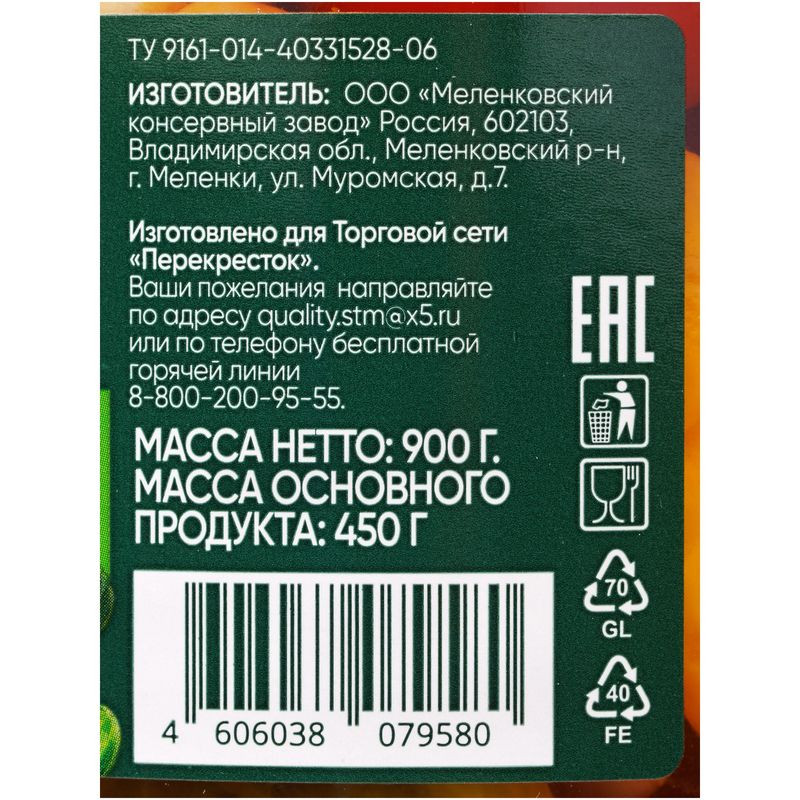 ТУ 9161-014-40331528-06
ИЗГОТОВИТЕЛЬ: ООО «Меленковский
консервный завод» Россия, 602103,
Владимирская обл., Меленковский р-н,
г. Меленки, ул. Муромская, д.7.
Изготовлено для Торговой сети
«Перекресток».
Ваши пожелания направляйте
по адресу quality.stm@x5.ru
или по телефону бесплатной
горячей линии
8-800-200-95-55.
EAC
МАССА НЕТТО: 900 Г.
МАССА ОСНОВНОГО
ПРОДУКТА: 450 Г
70
GL
40
FE
4 606038 079580